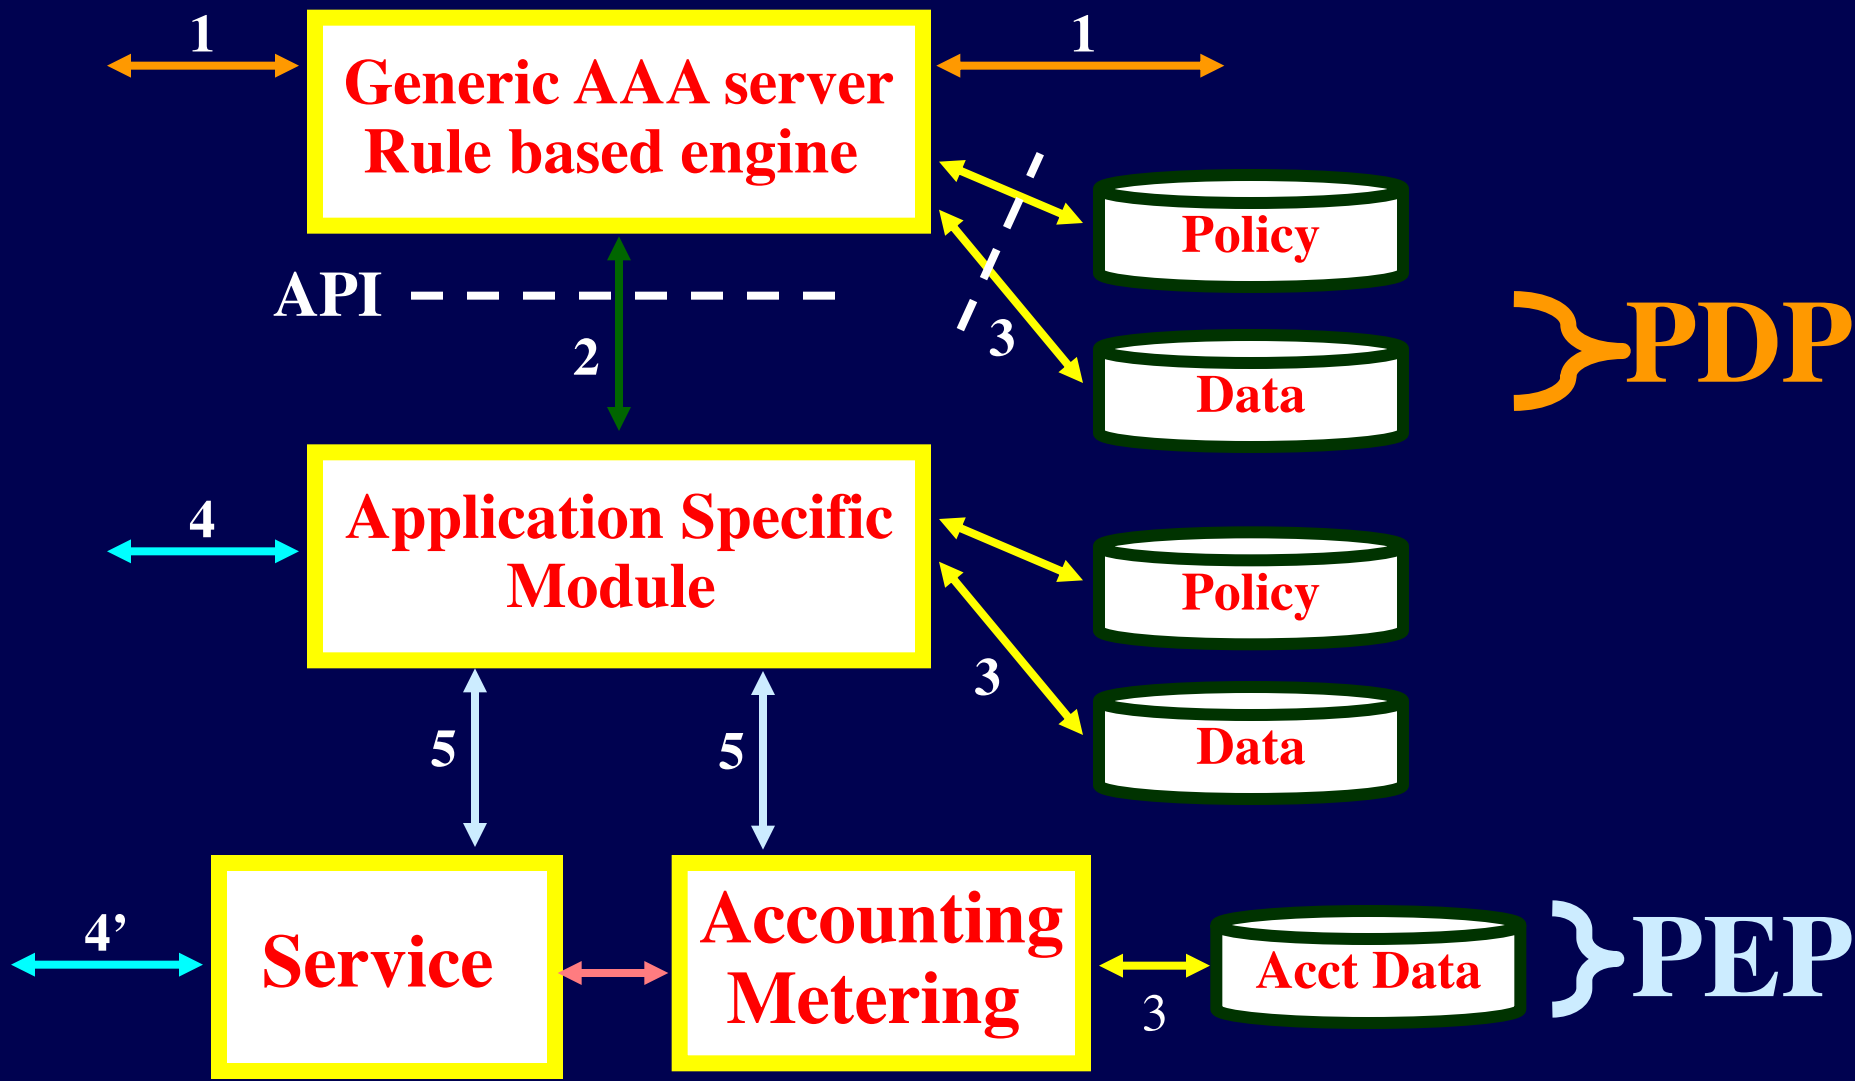 1
1
Generic AAA server
Rule based engine
Policy
API
2
3
Data
PDP
4
Application Specific
Module
Policy
3
Data
5
5
4’
Service
Accounting
Metering
Acct Data
3
PEP